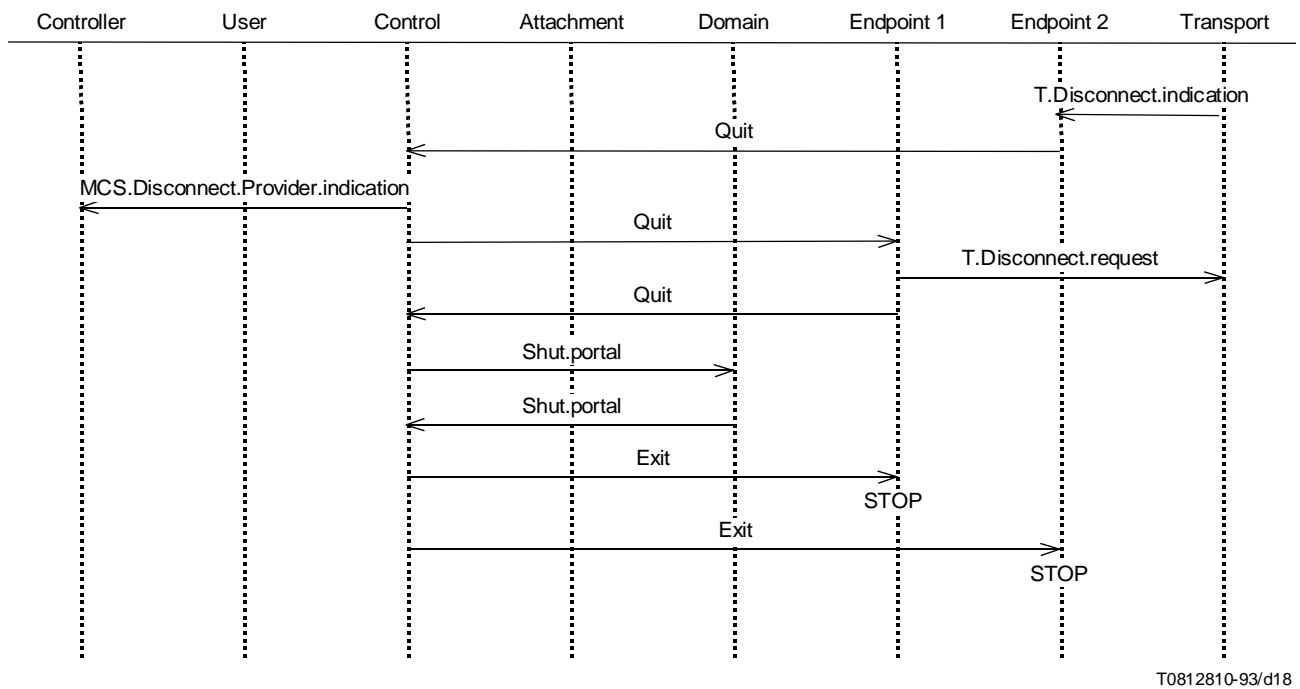 Controller User Control Attachment Domain Endpoint 1 Endpoint 2 Transport
T.Disconnect.indication
Quit
MCS.Disconnect.Provider.indication
Quit
T.Disconnect.request
Quit
Shut.portal
Shut.portal
Exit
STOP
Exit
STOP
T0812810-93/d18